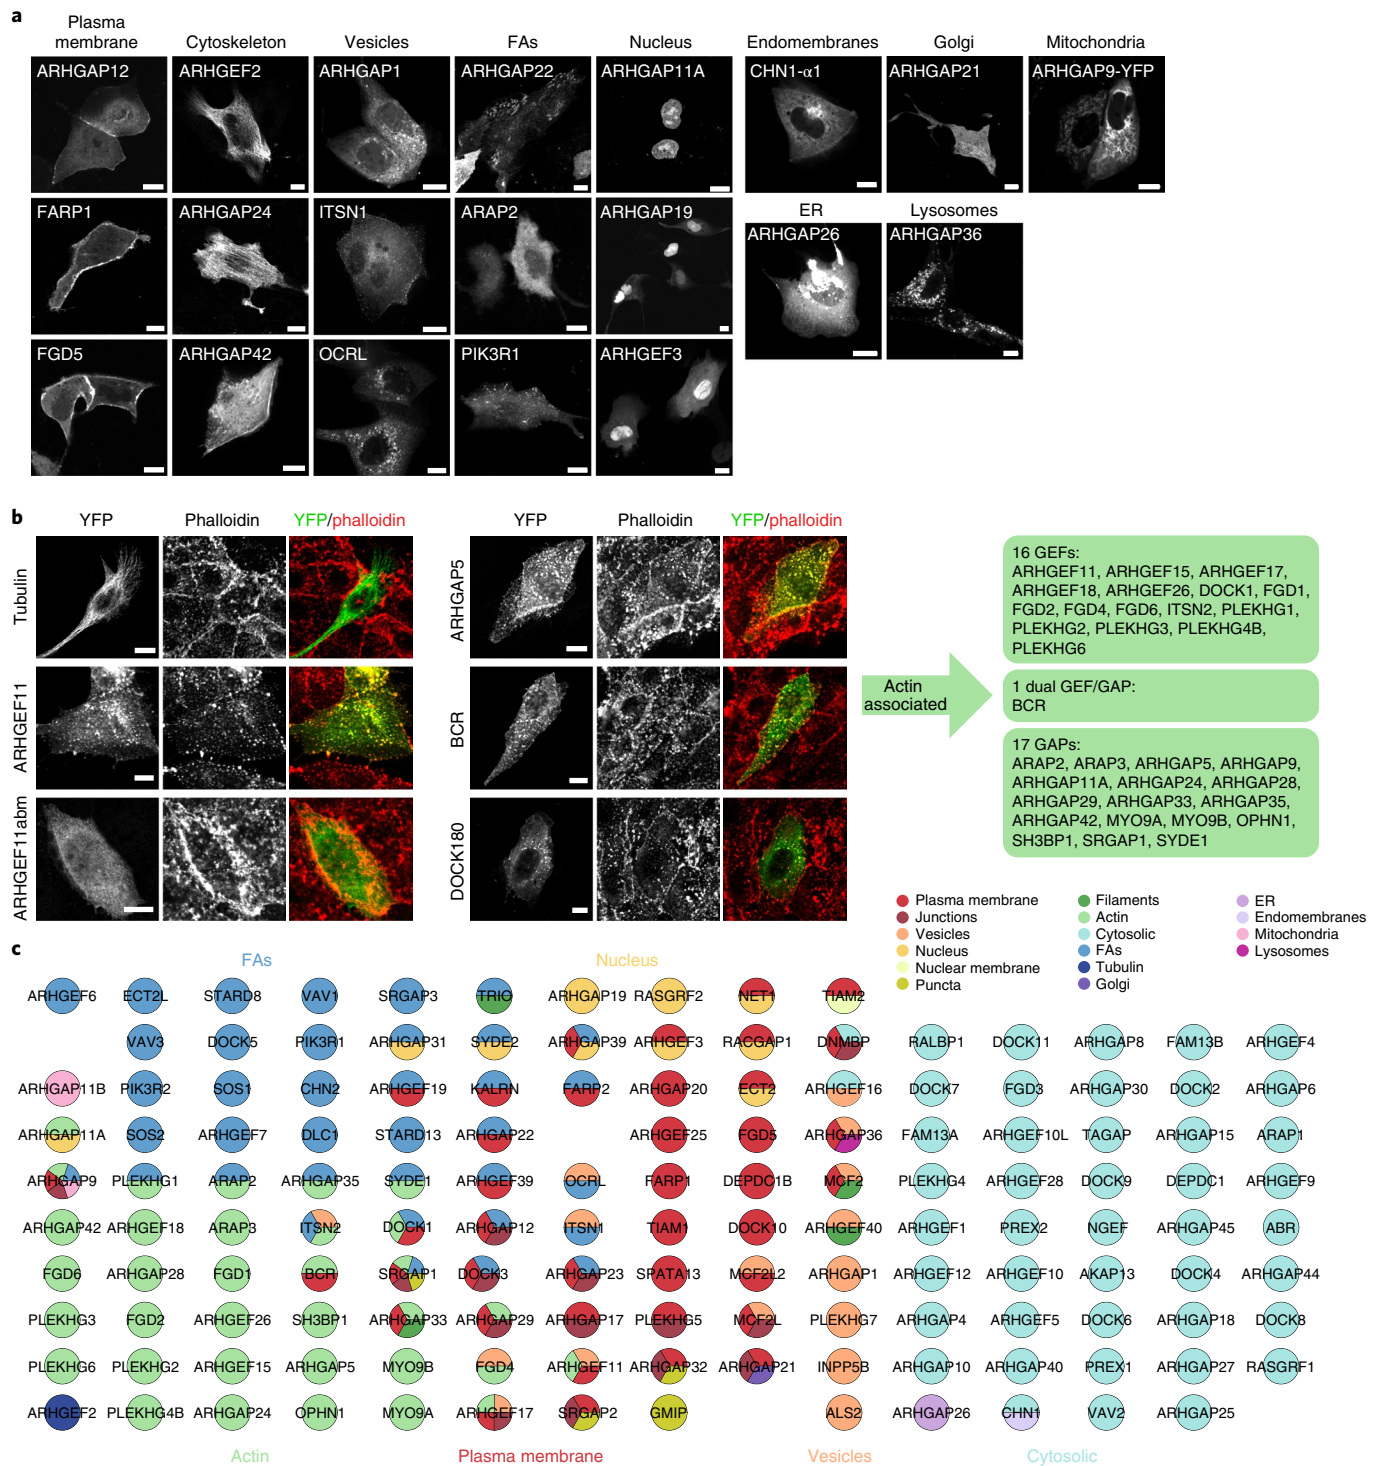 a
Plasma
membrane
Cytoskeleton
Vesicles
FAs
Nucleus
Endomembranes
Golgi
Mitochondria
ARHGAP12
ARHGEF2
ARHGAP1
ARHGAP22
ARHGAP11A
CHN1-α1
ARHGAP21
ARHGAP9-YFP
FARP1
ARHGAP24
ITSN1
ARAP2
ARHGAP19
ER
Lysosomes
ARHGAP26
ARHGAP36
FGD5
ARHGAP42
OCRL
PIK3R1
ARHGEF3
b
YFP
Phalloidin
YFP/phalloidin
Tubulin
ARHGEF11
ARHGEF11abm
YFP
Phalloidin
YFP/phalloidin
ARHGAP5
BCR
DOCK180
Actin
associated
16 GEFs:
ARHGEF11, ARHGEF15, ARHGEF17,
ARHGEF18, ARHGEF26, DOCK1, FGD1,
FGD2, FGD4, FGD6, ITSN2, PLEKHG1,
PLEKHG2, PLEKHG3, PLEKHG4B,
PLEKHG6
1 dual GEF/GAP:
BCR
17 GAPs:
ARAP2, ARAP3, ARHGAP5, ARHGAP9,
ARHGAP11A, ARHGAP24, ARHGAP28,
ARHGAP29, ARHGAP33, ARHGAP35,
ARHGAP42, MYO9A, MYO9B, OPHN1,
SH3BP1, SRGAP1, SYDE1
Plasma membrane
Junctions
Vesicles
Nucleus
Nuclear membrane
Puncta
Filaments
Actin
Cytosolic
FAs
Tubulin
Golgi
ER
Endomembranes
Mitochondria
Lysosomes
c
FAs
Nucleus
ARHGEF6 ECT2L STARD8 VAV1 SRGAP3 TRIO ARHGAP19 RASGRF2 NET1 TIAM2
VAV3 DOCK5 PIK3R1 ARHGAP31 SYDE2 ARHGAP39 ARHGEF3 RACGAP1 DNMBP RALBP1 DOCK11 ARHGAP8 FAM13B ARHGEF4
ARHGAP11B PIK3R2 SOS1 CHN2 ARHGEF19 KALRN FARP2 ARHGAP20 ECT2 ARHGEF16 DOCK7 FGD3 ARHGAP30 DOCK2 ARHGAP6
ARHGAP11A SOS2 ARHGEF7 DLC1 STARD13 ARHGAP22 ARHGEF25 FGD5 ARHGAP36 FAM13A ARHGEF10L TAGAP ARHGAP15 ARAP1
ARHGAP9 PLEKHG1 ARAP2 ARHGAP35 SYDE1 ARHGEF39 OCRL FARP1 DEPDC1B MCF2 PLEKHG4 ARHGEF28 DOCK9 DEPDC1 ARHGEF9
ARHGAP42 ARHGEF18 ARAP3 ITSN2 DOCK1 ARHGAP12 ITSN1 TIAM1 DOCK10 ARHGEF40 ARHGEF1 PREX2 NGEF ARHGAP45 ABR
FGD6 ARHGAP28 FGD1 BCR SRGAP1 DOCK3 ARHGAP23 SPATA13 MCF2L2 ARHGAP1 ARHGEF12 ARHGEF10 AKAP13 DOCK4 ARHGAP44
PLEKHG3 FGD2 ARHGEF26 SH3BP1 ARHGAP33 ARHGAP29 ARHGAP17 PLEKHG5 MCF2L PLEKHG7 ARHGAP4 ARHGEF5 DOCK6 ARHGAP18 DOCK8
PLEKHG6 PLEKHG2 ARHGEF15 ARHGAP5 MYO9B FGD4 ARHGEF11 ARHGAP32 ARHGAP21 INPP5B ARHGAP10 ARHGAP40 PREX1 ARHGAP27 RASGRF1
ARHGEF2 PLEKHG4B ARHGAP24 OPHN1 MYO9A ARHGEF17 SRGAP2 GMIP ALS2 ARHGAP26 CHN1 VAV2 ARHGAP25
Actin
Plasma membrane
Vesicles
Cytosolic